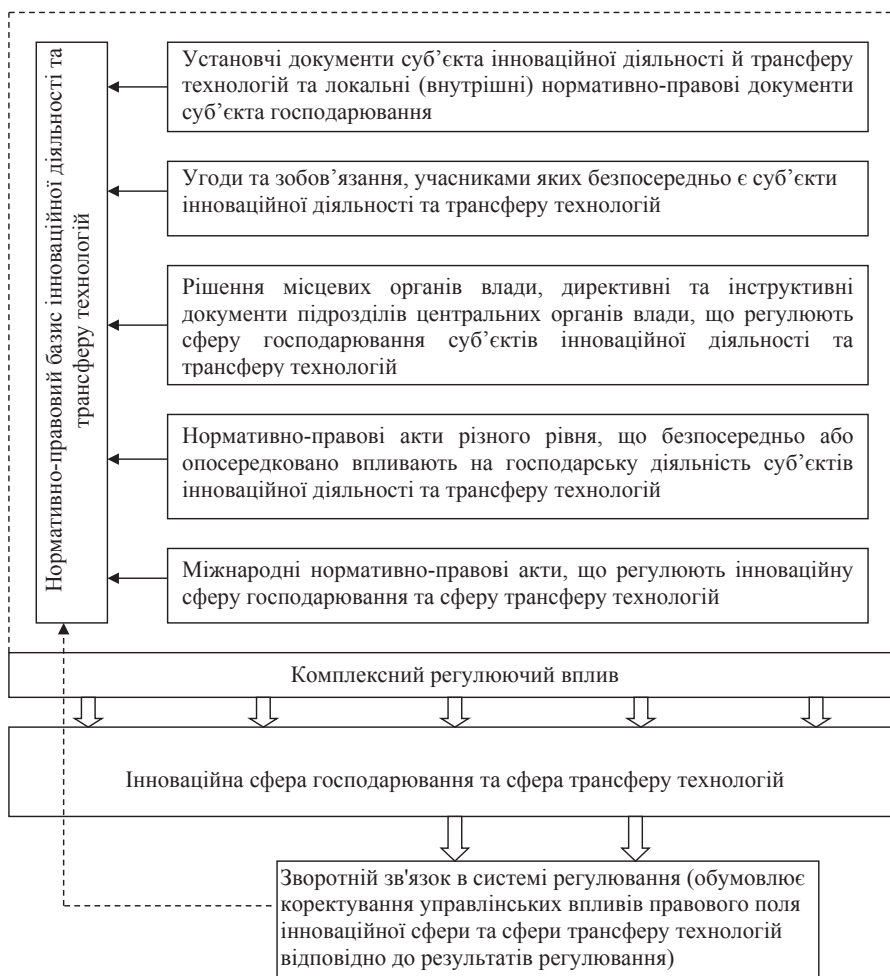 Нормативно-правовий базис інноваційної діяльності та
трансферу технологій
Установчі документи суб’єкта інноваційної діяльності й трансферу
технологій та локальні (внутрішні) нормативно-правові документи
суб’єкта господарювання
Угоди та зобов’язання, учасниками яких безпосередньо є суб’єкти
інноваційної діяльності та трансферу технологій
Рішення місцевих органів влади, директивні та інструктивні
документи підрозділів центральних органів влади, що регулюють
сферу господарювання суб’єктів інноваційної діяльності та
трансферу технологій
Нормативно-правові акти різного рівня, що безпосередньо або
опосередковано впливають на господарську діяльність суб’єктів
інноваційної діяльності та трансферу технологій
Міжнародні нормативно-правові акти, що регулюють інноваційну
сферу господарювання та сферу трансферу технологій
Комплексний регулюючий вплив
Інноваційна сфера господарювання та сфера трансферу технологій
Зворотній зв'язок в системі регулювання (обумовлює
коректування управлінських впливів правового поля
інноваційної сфери та сфери трансферу технологій
відповідно до результатів регулювання)